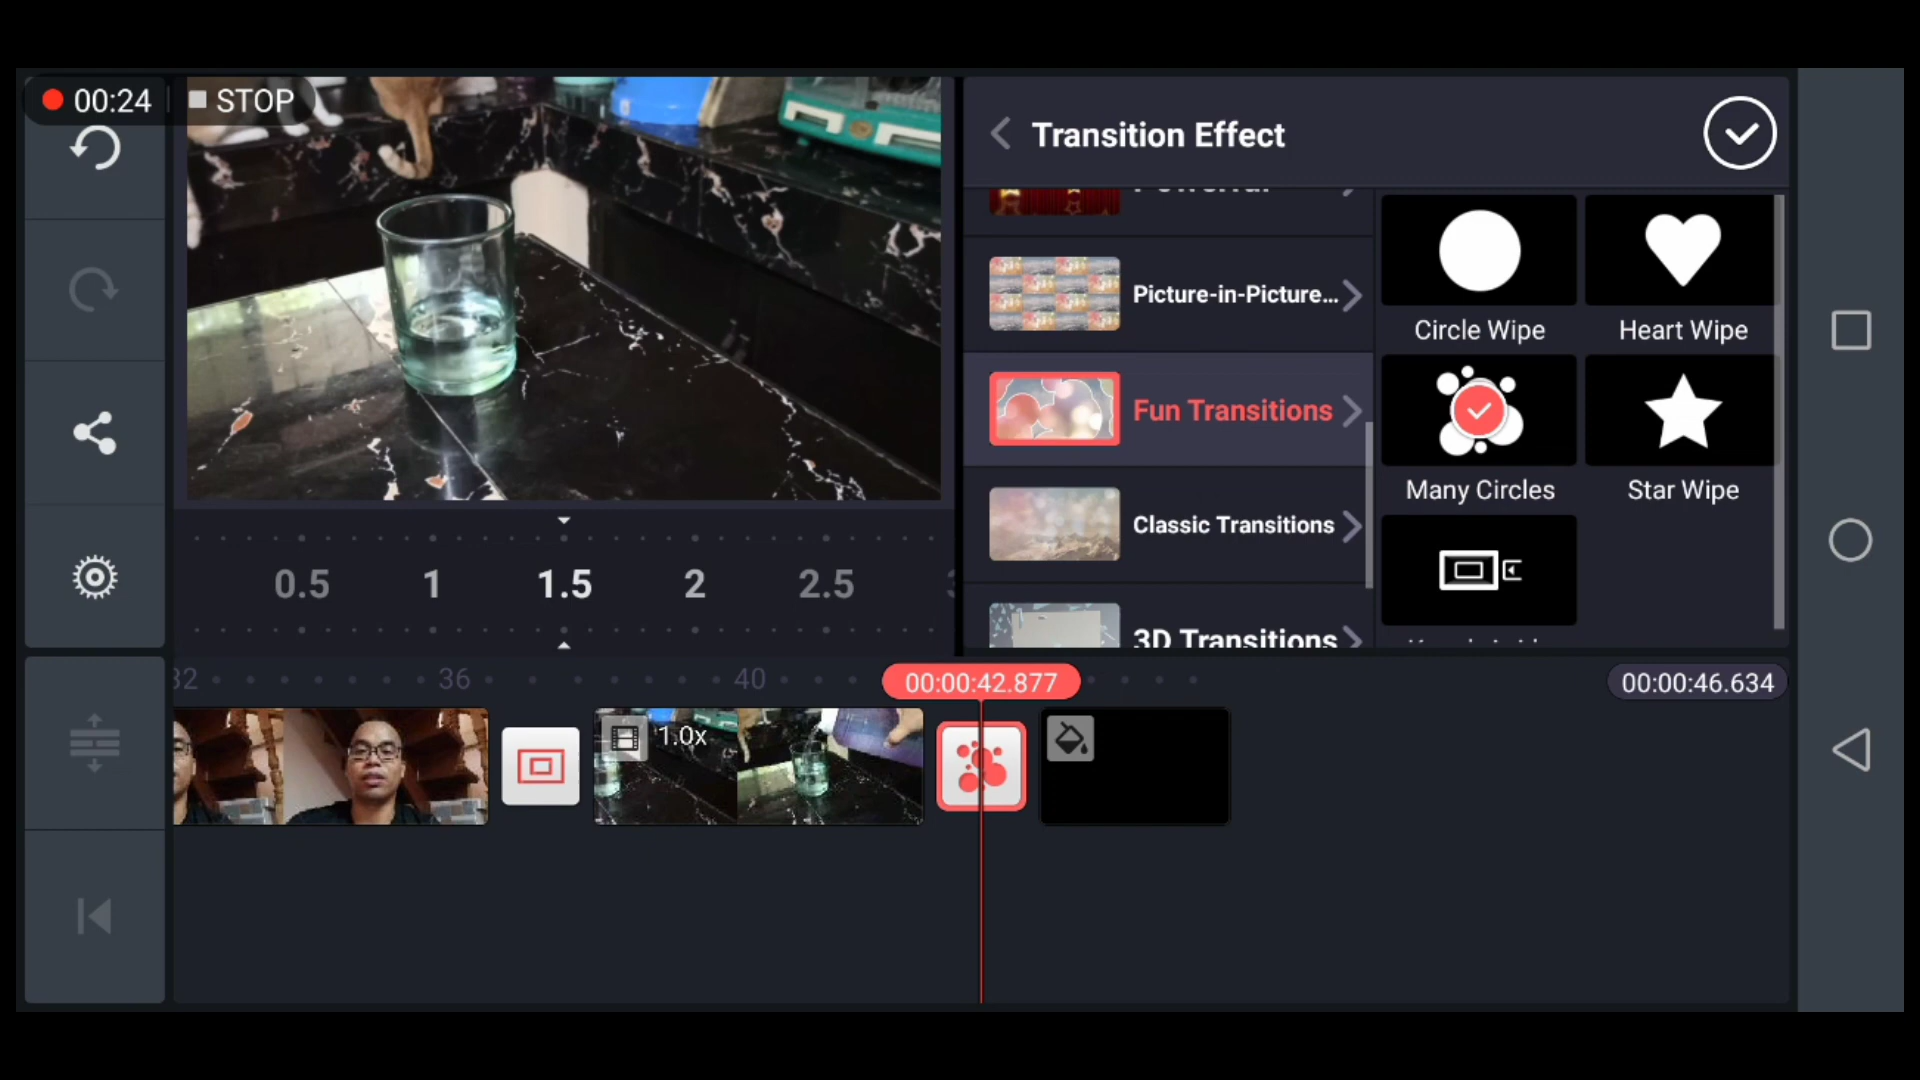 00:24
STOP
Transition Effect
Picture-in-Picture...
Fun Transitions
Classic Transitions
3D Transitions
Circle Wipe
Heart Wipe
Many Circles
Star Wipe
0.5 1 1.5 2 2.5
32 36 40
00:00:42.877
00:00:46.634
1.0x